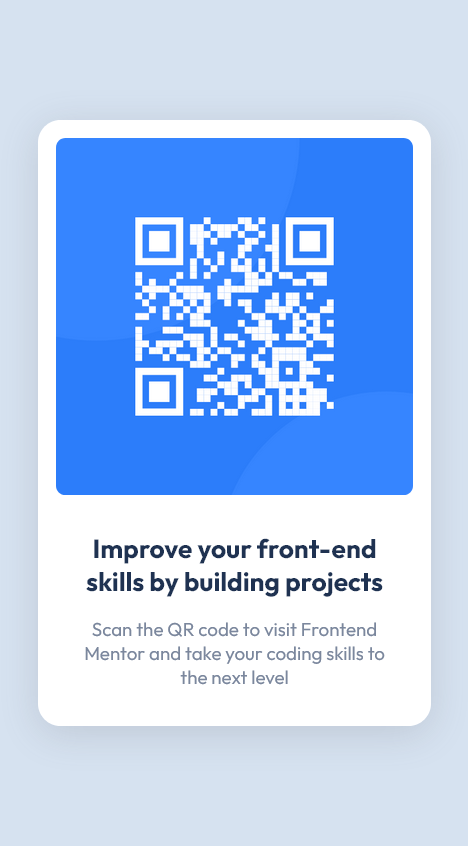 Improve your front-end
skills by building projects
Scan the QR code to visit Frontend
Mentor and take your coding skills to
the next level